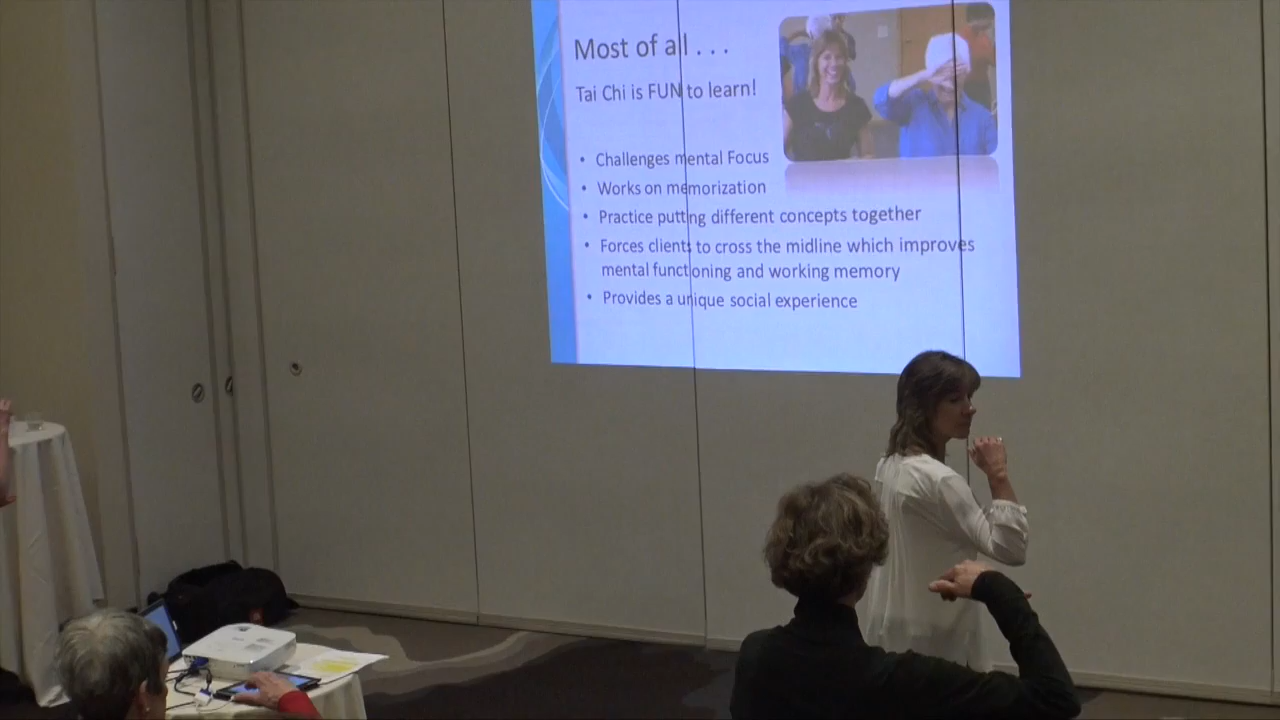 Most of all . . .
Tai Chi is FUN to learn!
• Challenges mental Focus
• Works on memorization
• Practice putting different concepts together
• Forces clients to cross the midline which improves
mental functioning and working memory
• Provides a unique social experience